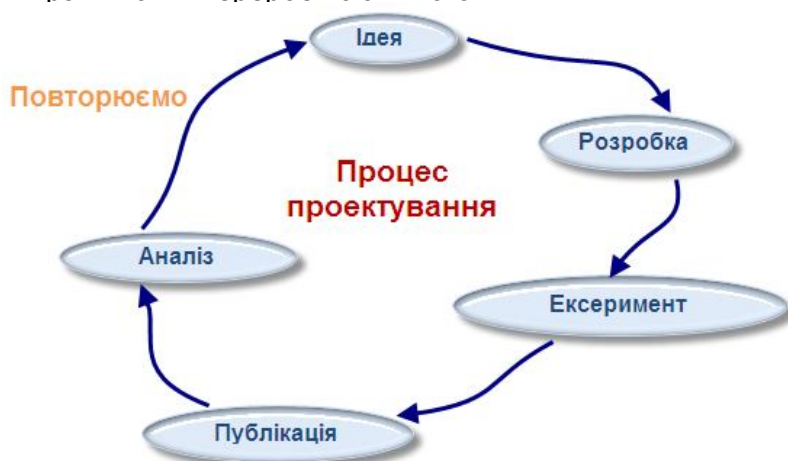 Ідея
Повторюємо
Розробка
Процес
проектування
Аналіз
Ексеримент
Публікація